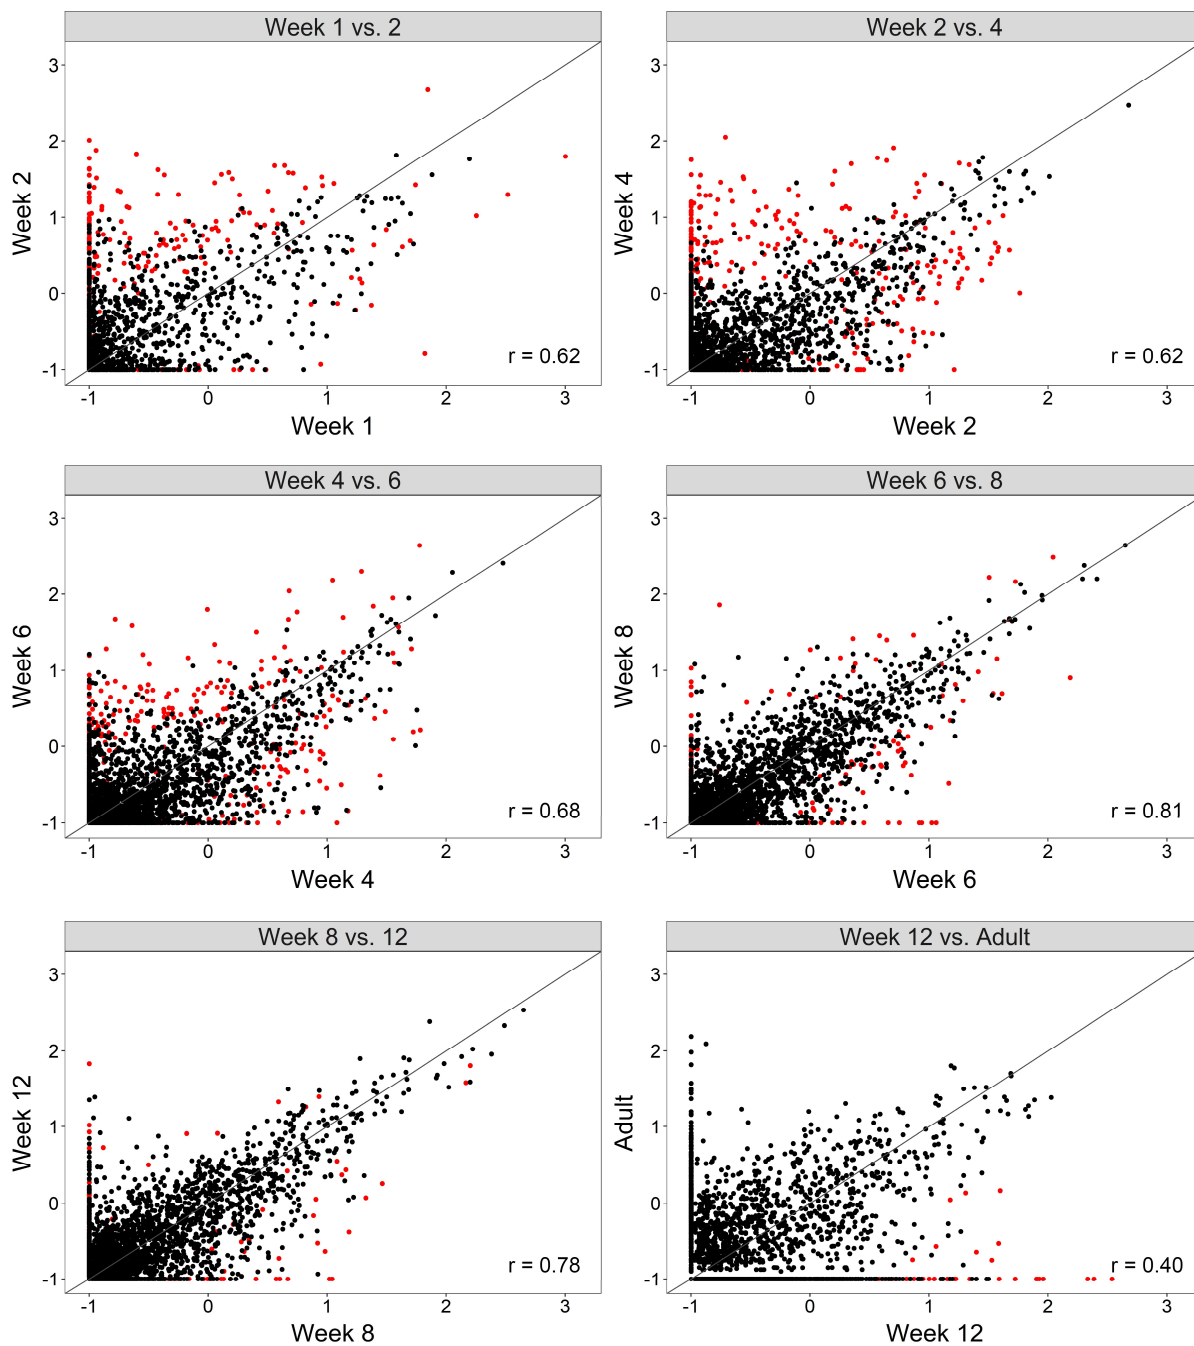 Week 1 vs. 2
Week 2 vs. 4
3
2
1
0
-1
Week 2
r = 0.62
-1 0 1 2 3
Week 1
3
2
1
0
-1
Week 4
r = 0.62
-1 0 1 2 3
Week 2
Week 4 vs. 6
Week 6 vs. 8
3
2
1
0
-1
Week 6
r = 0.68
-1 0 1 2 3
Week 4
3
2
1
0
-1
Week 8
r = 0.81
-1 0 1 2 3
Week 6
Week 8 vs. 12
Week 12 vs. Adult
3
2
1
0
-1
Week 12
r = 0.78
-1 0 1 2 3
Week 8
3
2
1
0
-1
Adult
r = 0.40
-1 0 1 2 3
Week 12